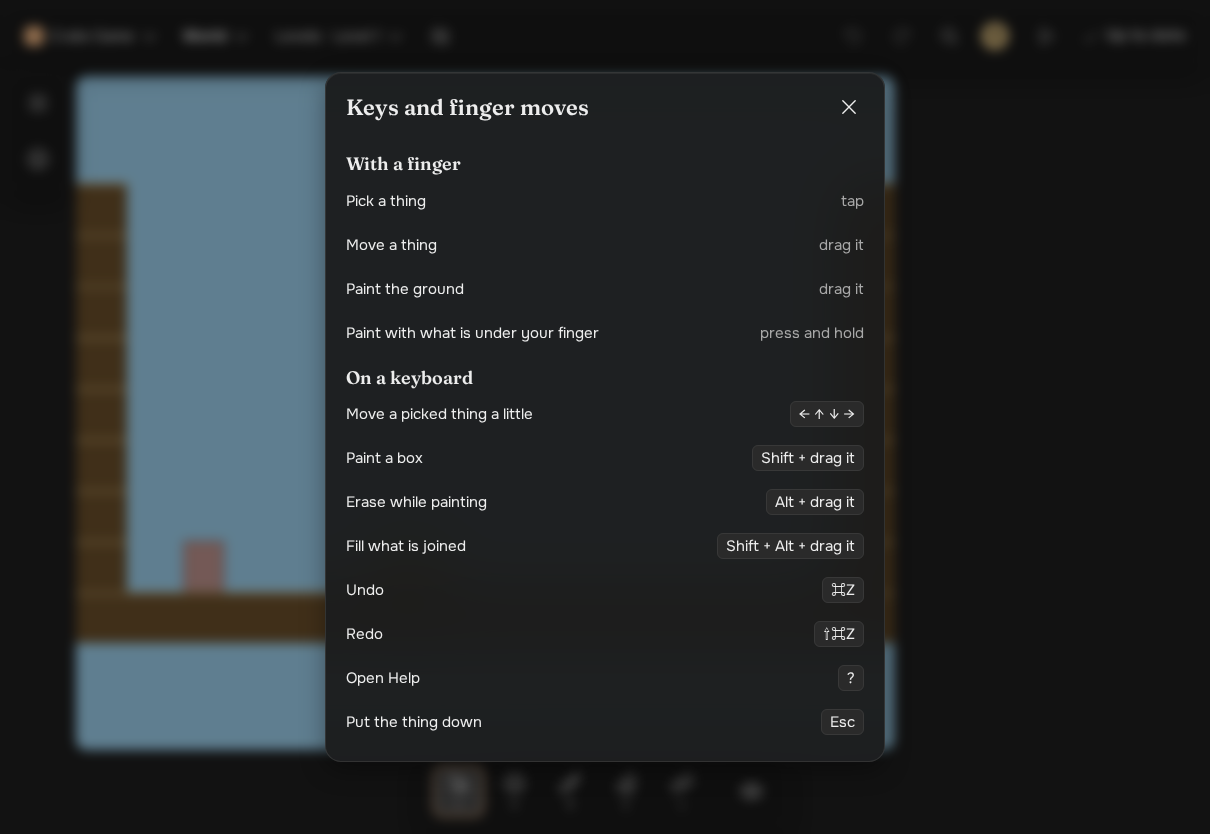 Keys and finger moves
With a finger
Pick a thing tap
Move a thing drag it
Paint the ground drag it
Paint with what is under your finger press and hold
On a keyboard
Move a picked thing a little ← ↑ ↓ →
Paint a box Shift + drag it
Erase while painting Alt + drag it
Fill what is joined Shift + Alt + drag it
Undo ⌘Z
Redo ⇧⌘Z
Open Help ?
Put the thing down Esc